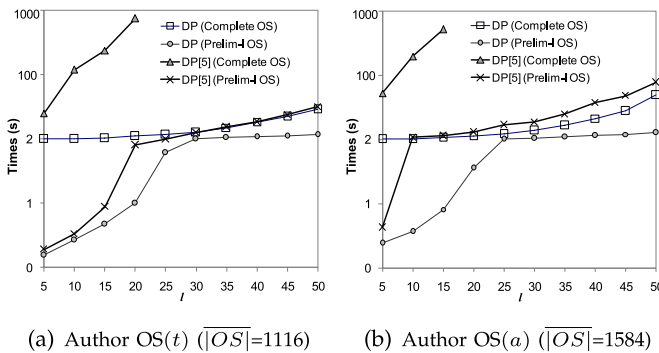 1000
100
2
1
0
Times (s)
DP (Complete OS)
DP (Prelim-l OS)
DP[5] (Complete OS)
DP[5] (Prelim-l OS)
5 10 15 20 25 30 35 40 45 50
l
(a) Author OS(t) (|OS|=1116)
1000
100
2
1
0
Times (s)
DP (Complete OS)
DP (Prelim-l OS)
DP[5] (Complete OS)
DP[5] (Prelim-l OS)
5 10 15 20 25 30 35 40 45 50
l
(b) Author OS(a) (|OS|=1584)